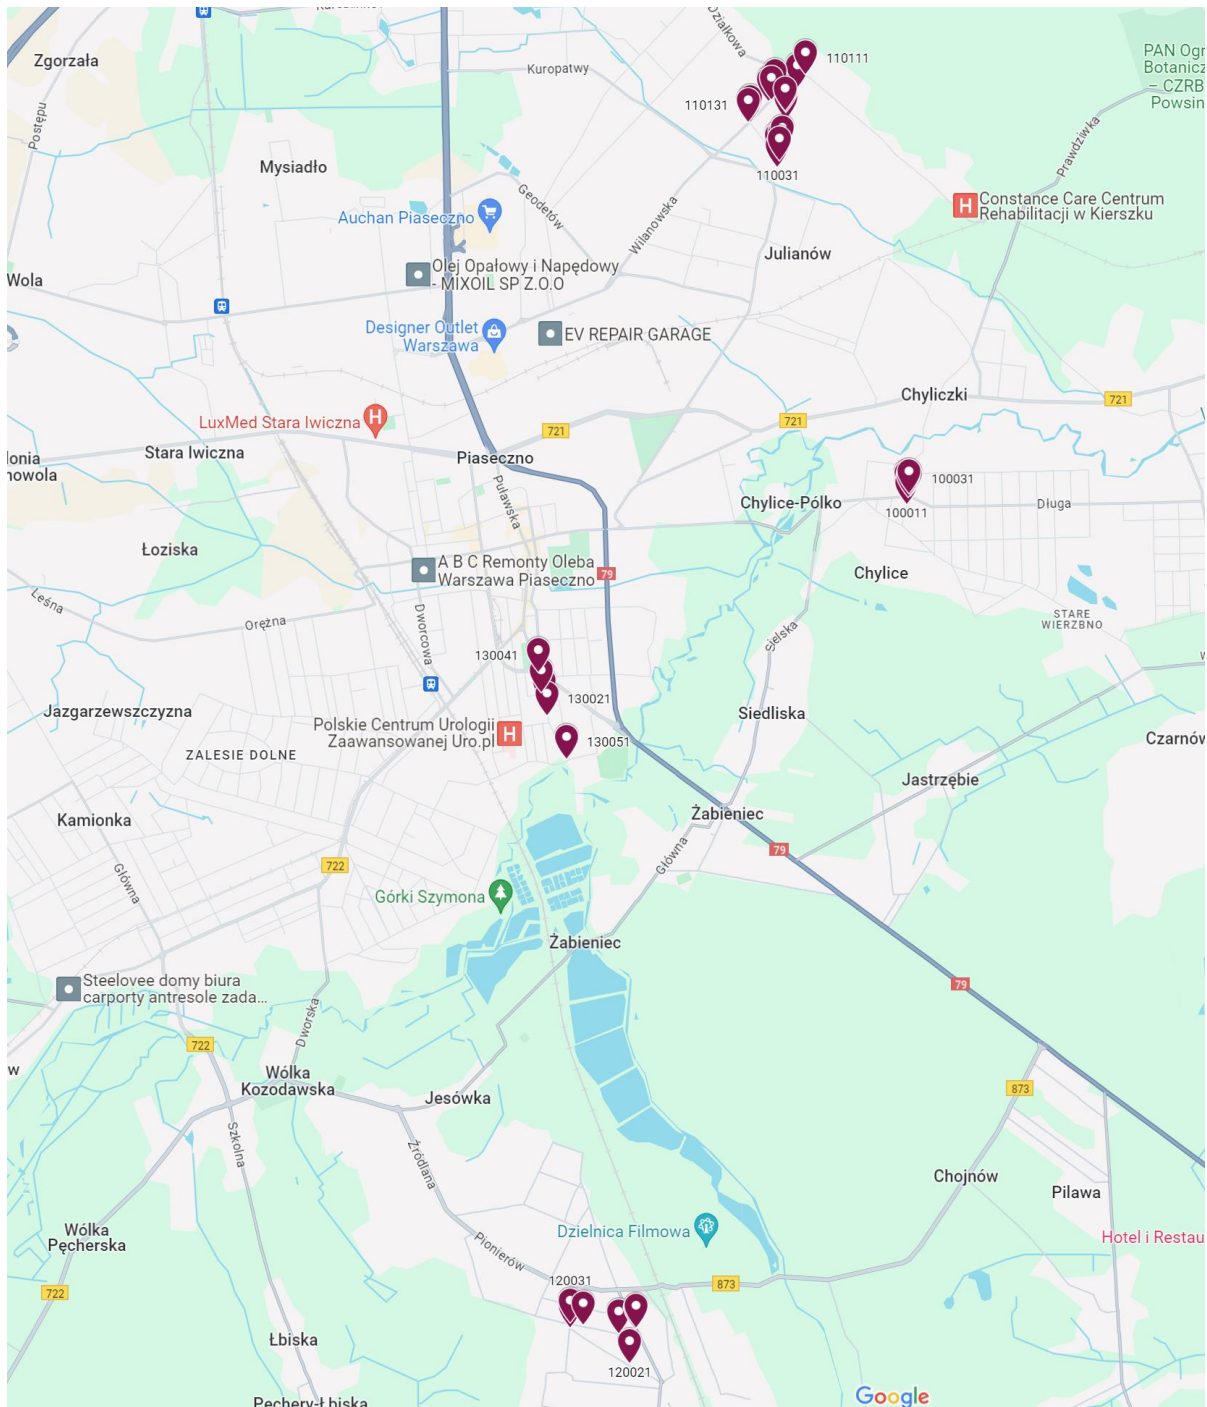 Działkowa
Zgorzała
PAN Ogr
Botanicz
– CZRB
Powsin
110111
Kuropatwy
110131
Postępu
Prawdziwka
Mysiadło
110031
Geodetów
Constance Care Centrum
Rehabilitacji w Kierszku
Auchan Piaseczno
Wilanowska
Julianów
Olej Opałowy i Napędowy
- MIXOIL SP Z.O.O
Wola
Designer Outlet
Warszawa
EV REPAIR GARAGE
Chyliczki
721
LuxMed Stara Iwiczna
721
721
Stara Iwiczna
Piaseczno
lonia
nowola
100031
Puławska
Chylice-Pólko
Długa
100011
Łoziska
A B C Remonty Oleba
Warszawa Piaseczno
79
Chylice
Leśna
Orężna
Dworcowa
STARE
WIERZBNO
130041
130021
Jazgarzewszczyzna
Siedliska
Polskie Centrum Urologii
Zaawansowanej Uro.pl
130051
Czarnów
ZALESIE DOLNE
Jastrzębie
Kamionka
Żabieniec
79
722
Główna
Główna
Górki Szymona
Żabieniec
Steelovee domy biura
carporty antresole zada...
79
Dworska
722
w
Wólka
Kozodawska
873
Jesówka
Szkolna
Źródlana
Chojnów
Pilawa
Wólka
Pęcherska
Dzielnica Filmowa
Hotel i Restau
Pionierów
120031
873
722
Łbiska
120021
Pechery-Łbiska
Google